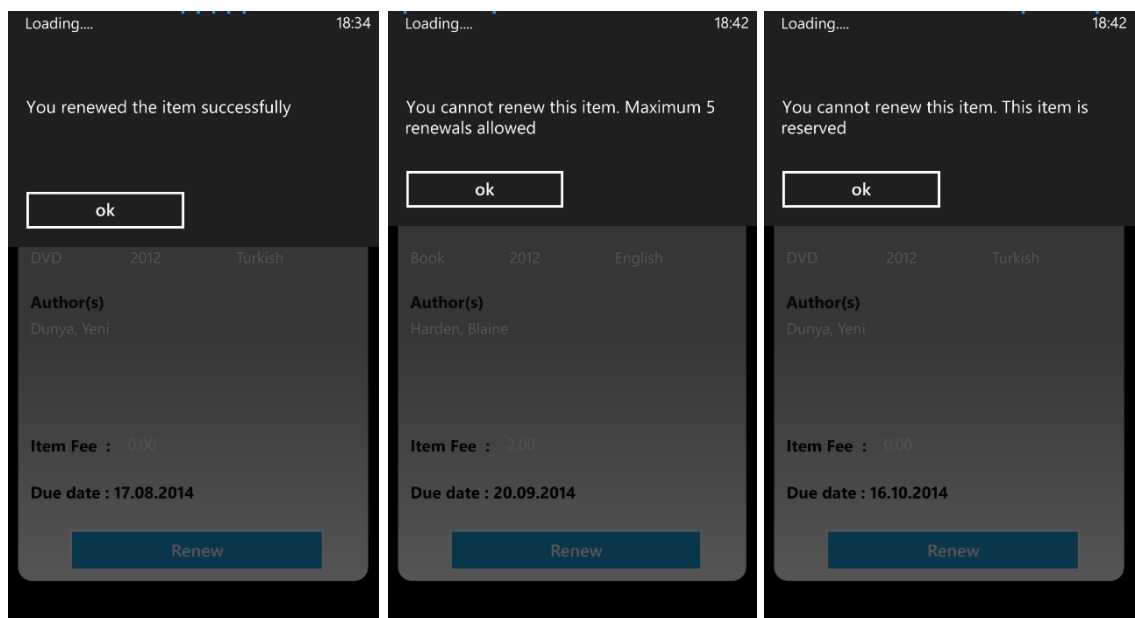 Loading.... 18:34
You renewed the item successfully
ok
DVD 2012 Turkish
Author(s)
Dunya, Yeni
Item Fee : 0.00
Due date : 17.08.2014
Renew
Loading.... 18:42
You cannot renew this item. Maximum 5
renewals allowed
ok
Book 2012 English
Author(s)
Harden, Blaine
Item Fee : 2.00
Due date : 20.09.2014
Renew
Loading.... 18:42
You cannot renew this item. This item is
reserved
ok
DVD 2012 Turkish
Author(s)
Dunya, Yeni
Item Fee : 0.00
Due date : 16.10.2014
Renew